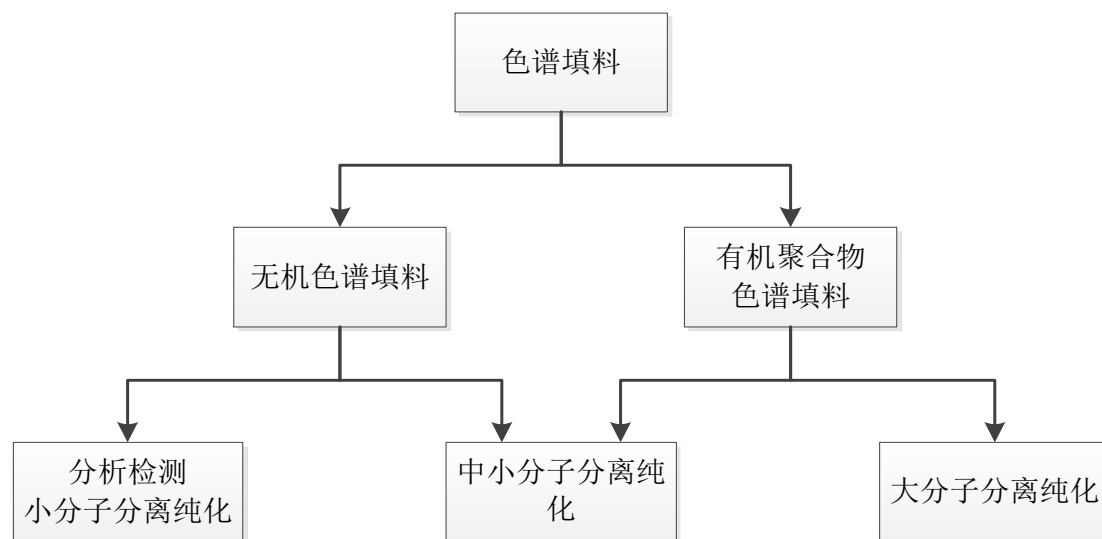 色谱填料
无机色谱填料
有机聚合物
色谱填料
分析检测
小分子分离纯化
中小分子分离纯
化
大分子分离纯化